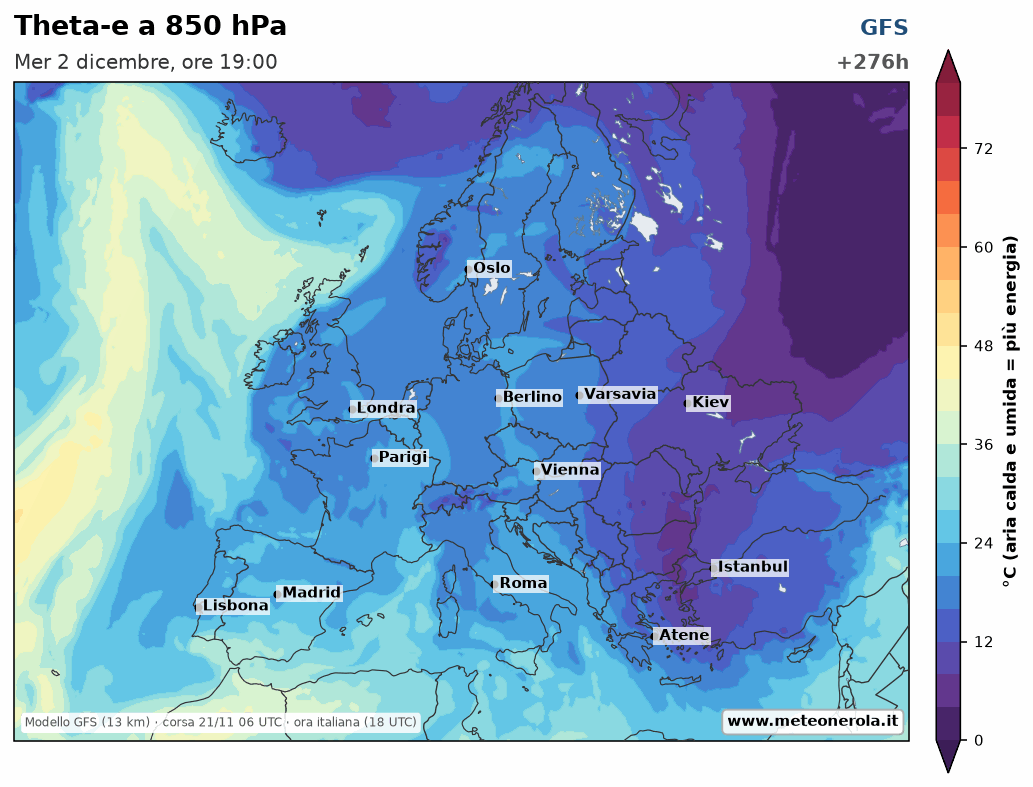 Theta-e a 850 hPa
GFS
Mer 2 dicembre, ore 19:00
+276h
72
60
48
36
24
12
0
°C (aria calda e umida = più energia)
Oslo
Londra
Berlino
Varsavia
Kiev
Parigi
Vienna
Istanbul
Roma
Madrid
Lisbona
Atene
Modello GFS (13 km) · corsa 21/11 06 UTC · ora italiana (18 UTC)
www.meteonerola.it